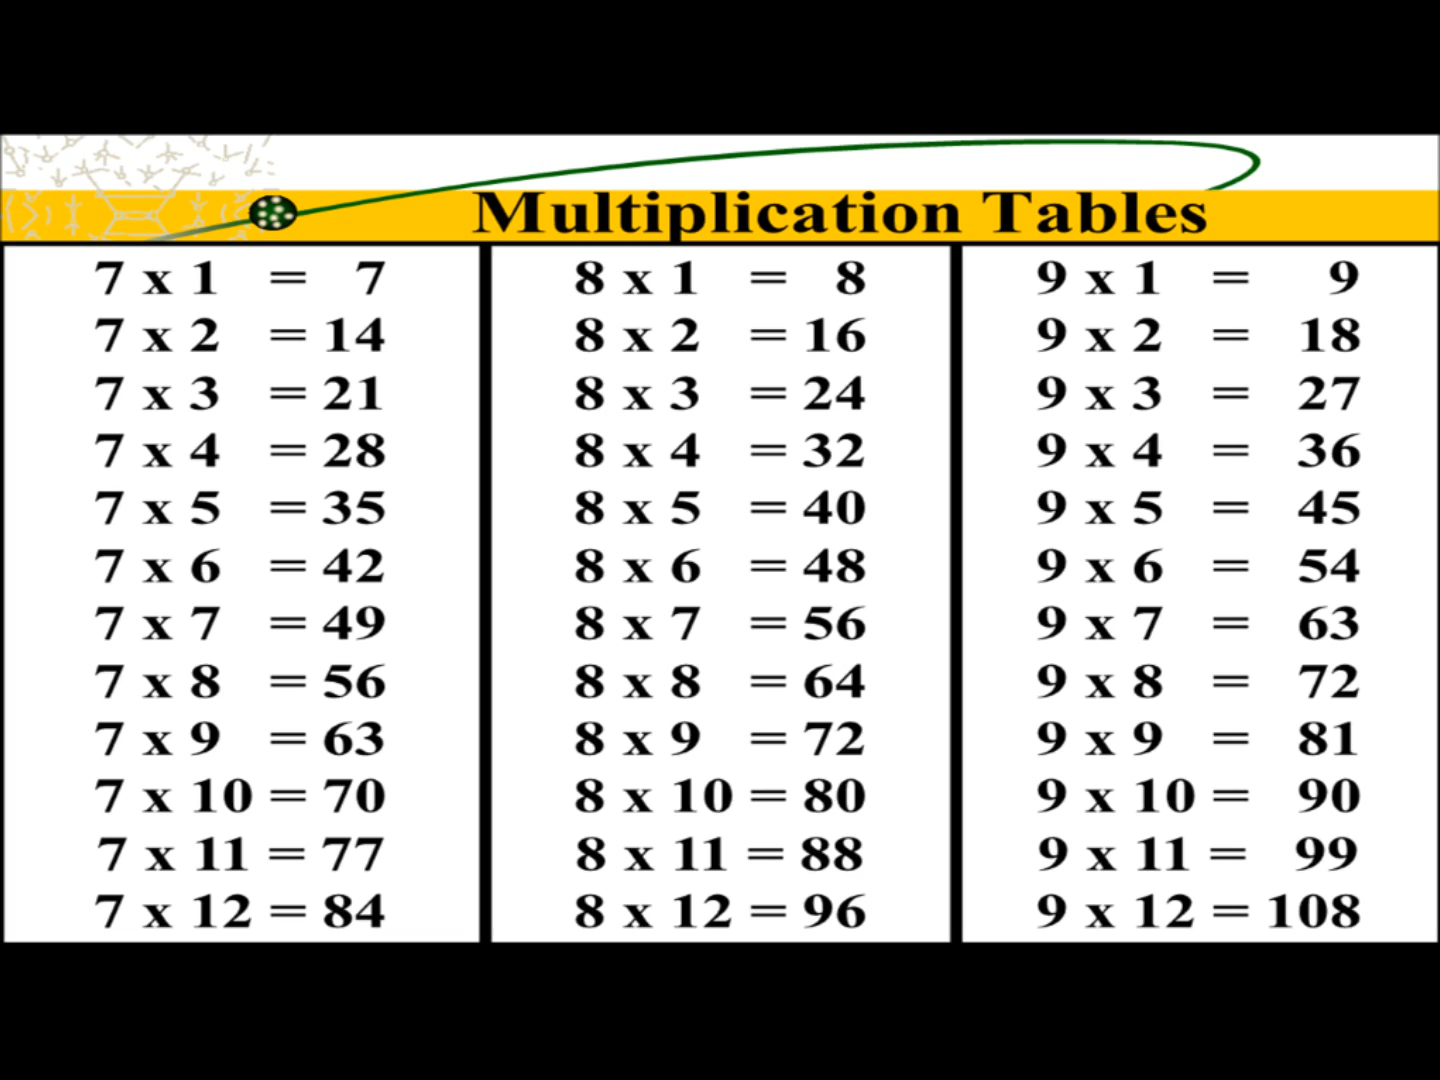 Multiplication Tables
7 x 1 = 7
7 x 2 = 14
7 x 3 = 21
7 x 4 = 28
7 x 5 = 35
7 x 6 = 42
7 x 7 = 49
7 x 8 = 56
7 x 9 = 63
7 x 10 = 70
7 x 11 = 77
7 x 12 = 84
8 x 1 = 8
8 x 2 = 16
8 x 3 = 24
8 x 4 = 32
8 x 5 = 40
8 x 6 = 48
8 x 7 = 56
8 x 8 = 64
8 x 9 = 72
8 x 10 = 80
8 x 11 = 88
8 x 12 = 96
9 x 1 = 9
9 x 2 = 18
9 x 3 = 27
9 x 4 = 36
9 x 5 = 45
9 x 6 = 54
9 x 7 = 63
9 x 8 = 72
9 x 9 = 81
9 x 10 = 90
9 x 11 = 99
9 x 12 = 108